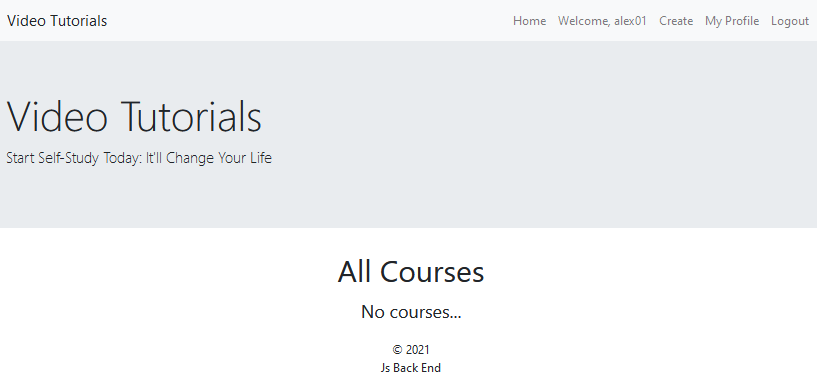 Video Tutorials Home Welcome, alex01 Create My Profile Logout
Video Tutorials
Start Self-Study Today: It'll Change Your Life
All Courses
No courses...
© 2021
Js Back End